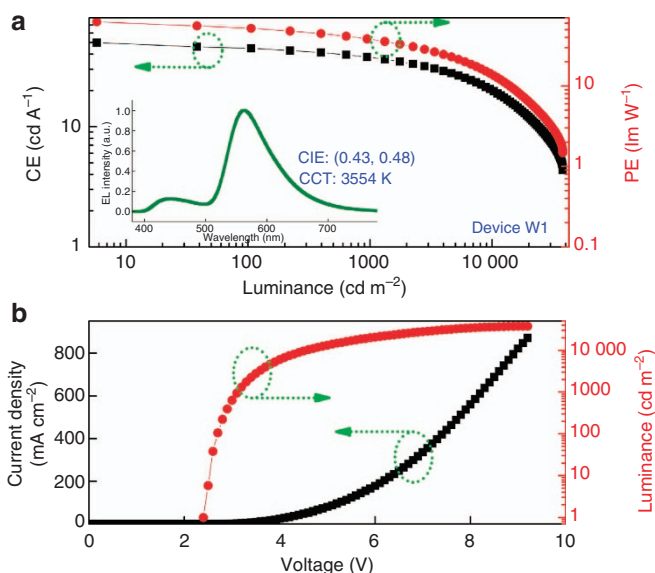 a
CE (cd A⁻¹)
10
1
10
1
0.1
PE (lm W⁻¹)
EL intensity (a.u.)
1.0
0.8
0.6
0.4
0.2
0.0
400 500 600 700
Wavelength (nm)
CIE: (0.43, 0.48)
CCT: 3554 K
Device W1
10 100 1000 10 000
Luminance (cd m⁻²)
b
Current density
(mA cm⁻²)
800
600
400
200
0
10 000
1000
100
10
1
Luminance (cd m⁻²)
0 2 4 6 8 10
Voltage (V)